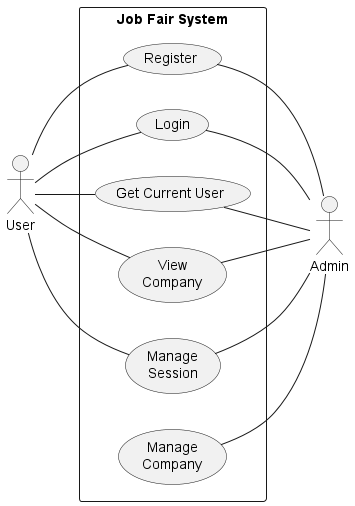 Job Fair System
Register
Login
Get Current User
User
View
Company
Admin
Manage
Session
Manage
Company